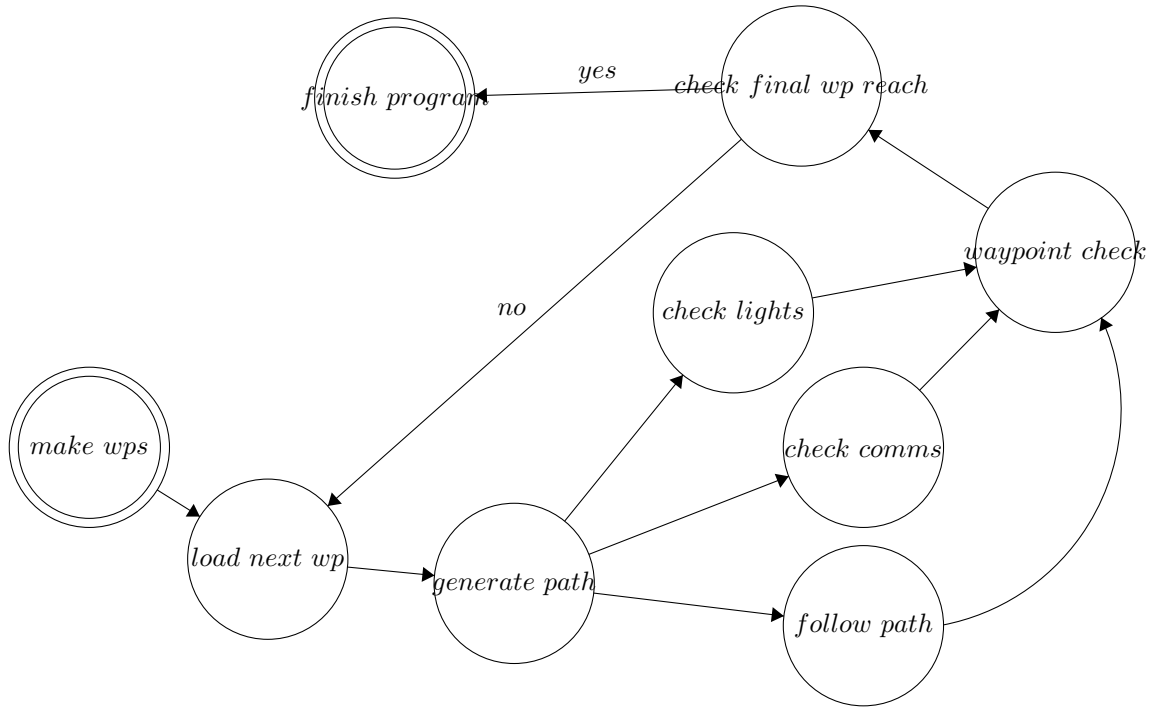 yes
finish program
check final wp reach
waypoint check
no
check lights
make wps
check comms
load next wp
generate path
follow path